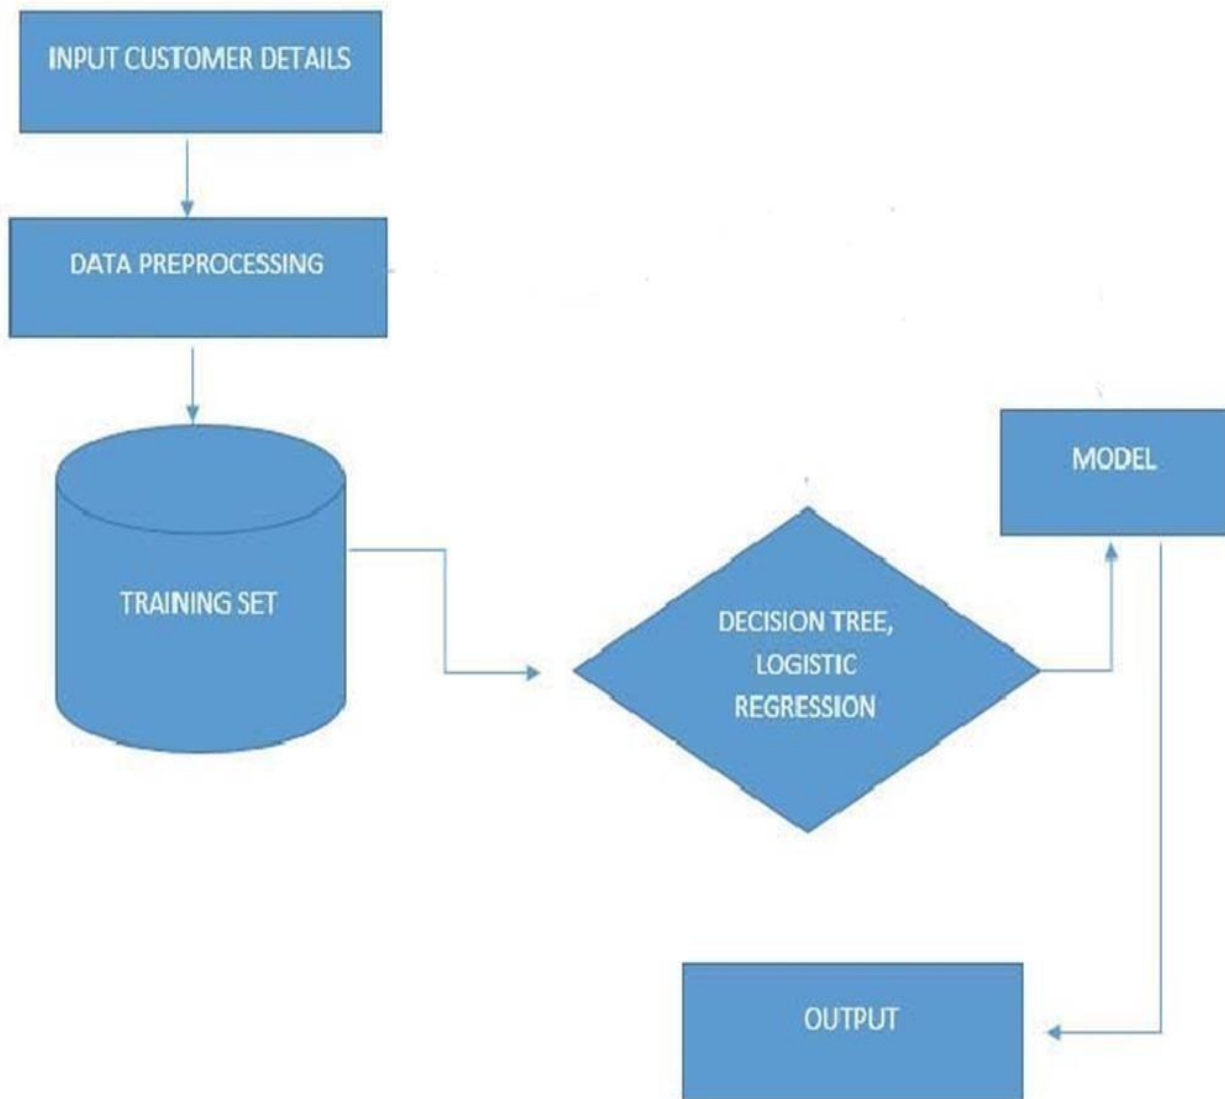 INPUT CUSTOMER DETAILS
DATA PREPROCESSING
TRAINING SET
DECISION TREE,
LOGISTIC
REGRESSION
MODEL
OUTPUT